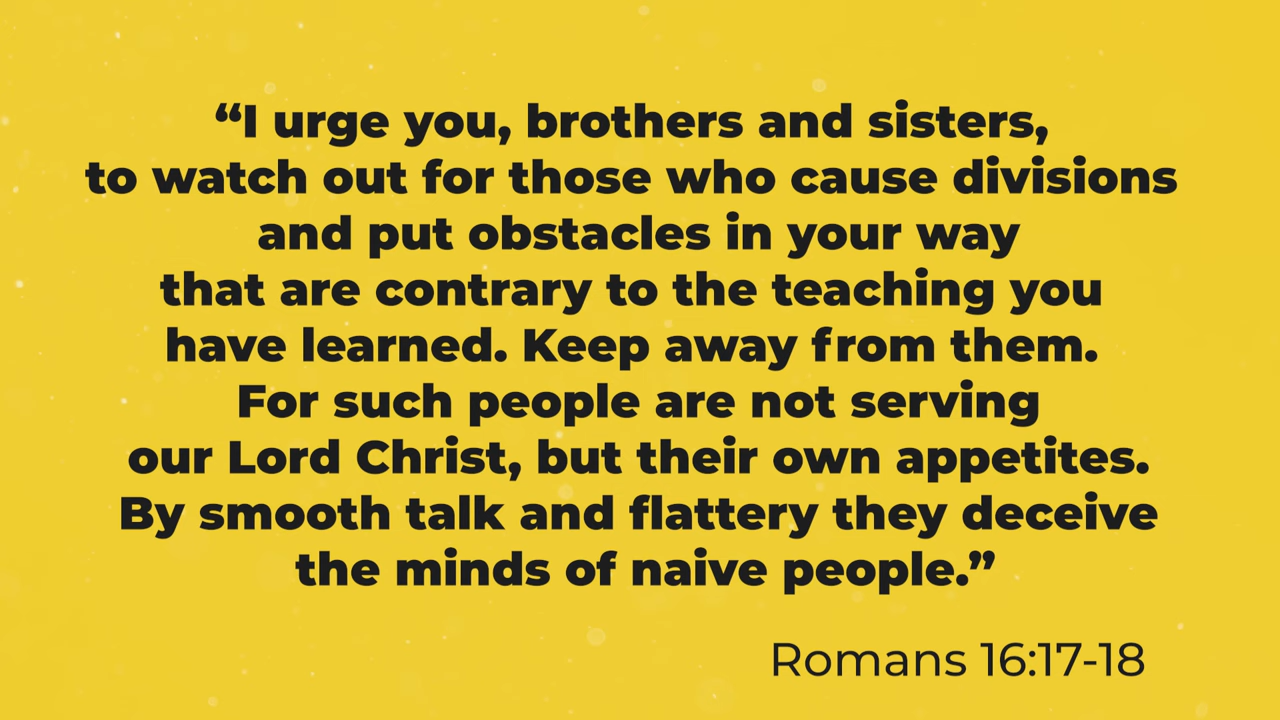 “I urge you, brothers and sisters,
to watch out for those who cause divisions
and put obstacles in your way
that are contrary to the teaching you
have learned. Keep away from them.
For such people are not serving
our Lord Christ, but their own appetites.
By smooth talk and flattery they deceive
the minds of naive people.”
Romans 16:17-18